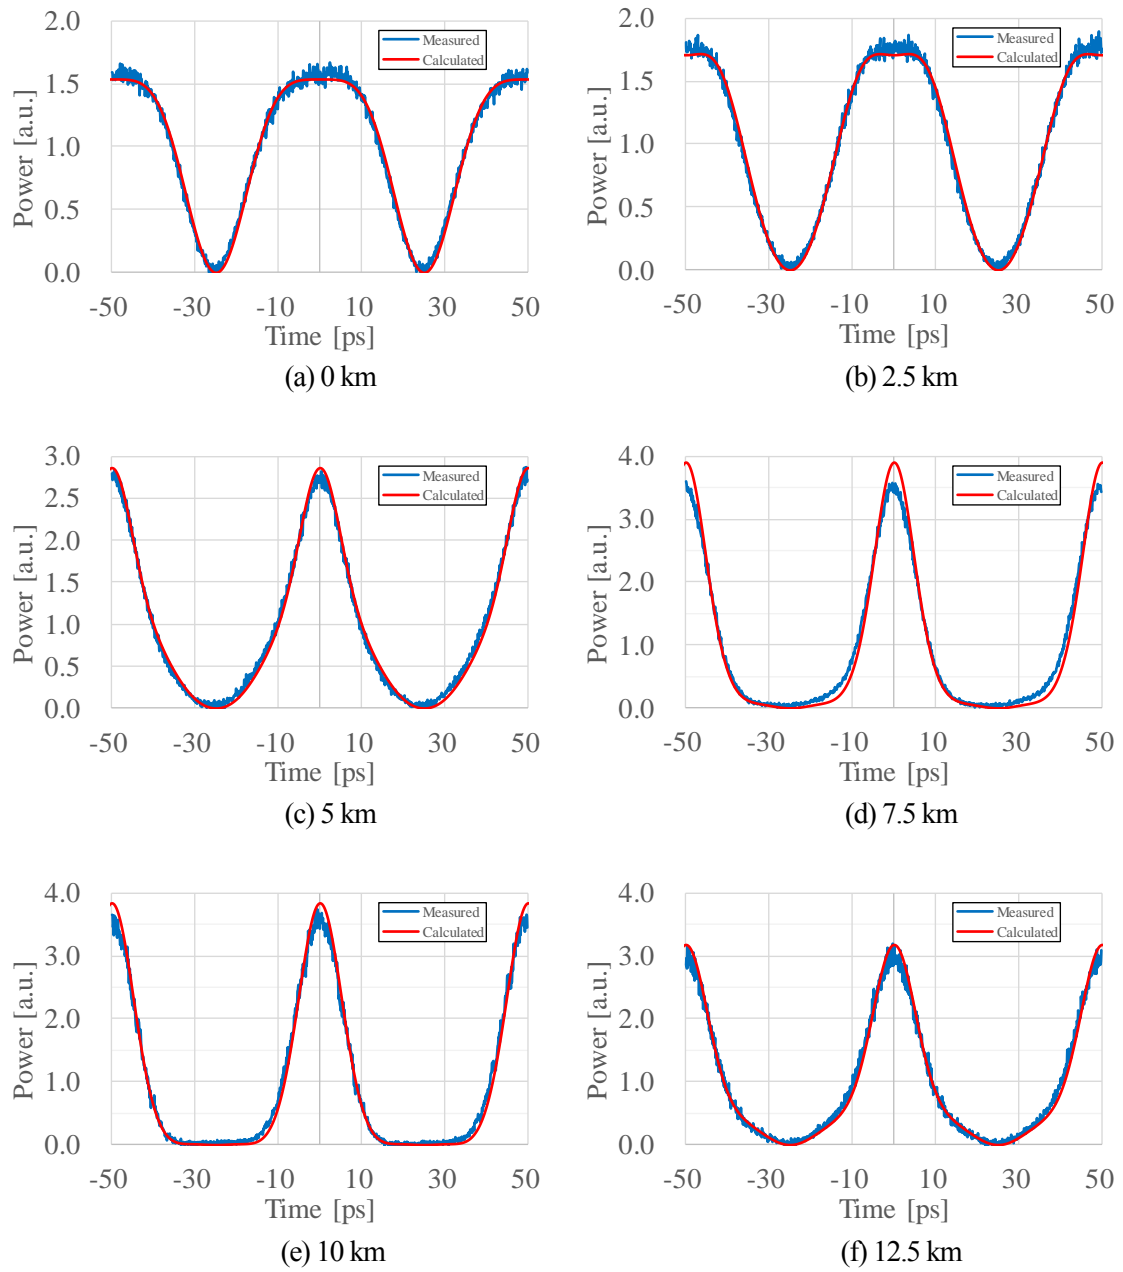 2.0
1.5
1.0
0.5
0.0
Power [a.u.]
Measured
Calculated
-50 -30 -10 10 30 50
Time [ps]
(a) 0 km
2.0
1.5
1.0
0.5
0.0
Power [a.u.]
Measured
Calculated
-50 -30 -10 10 30 50
Time [ps]
(b) 2.5 km
3.0
2.5
2.0
1.5
1.0
0.5
0.0
Power [a.u.]
Measured
Calculated
-50 -30 -10 10 30 50
Time [ps]
(c) 5 km
4.0
3.0
2.0
1.0
0.0
Power [a.u.]
Measured
Calculated
-50 -30 -10 10 30 50
Time [ps]
(d) 7.5 km
4.0
3.0
2.0
1.0
0.0
Power [a.u.]
Measured
Calculated
-50 -30 -10 10 30 50
Time [ps]
(e) 10 km
4.0
3.0
2.0
1.0
0.0
Power [a.u.]
Measured
Calculated
-50 -30 -10 10 30 50
Time [ps]
(f) 12.5 km